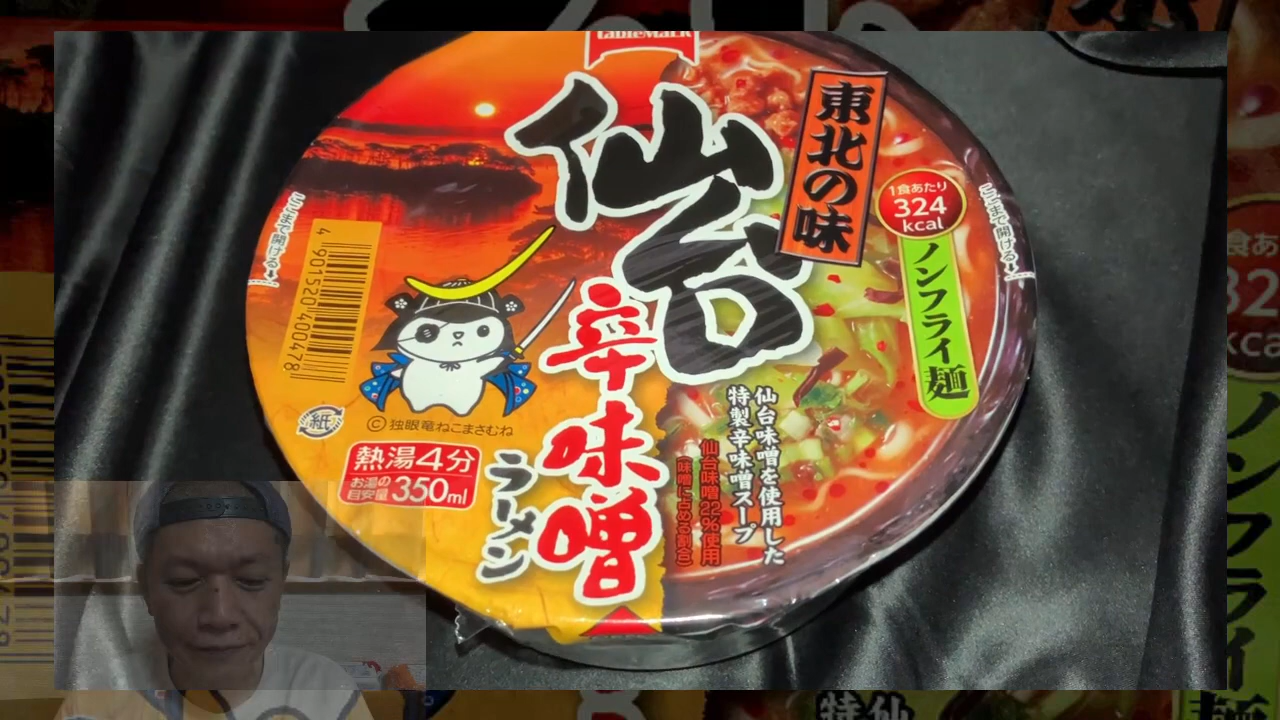 TableMark
仙台
辛味噌
ラーメン
東北の味
1食あたり
324
kcal
ノンフライ麺
ここまで開ける
ここまで開ける
4 901520 400478
紙
©独眼竜ねこまさむね
熱湯4分
お湯の目安量 350ml
仙台味噌を使用した
特製辛味噌スープ
仙台味噌22%使用
(味噌に占める割合)